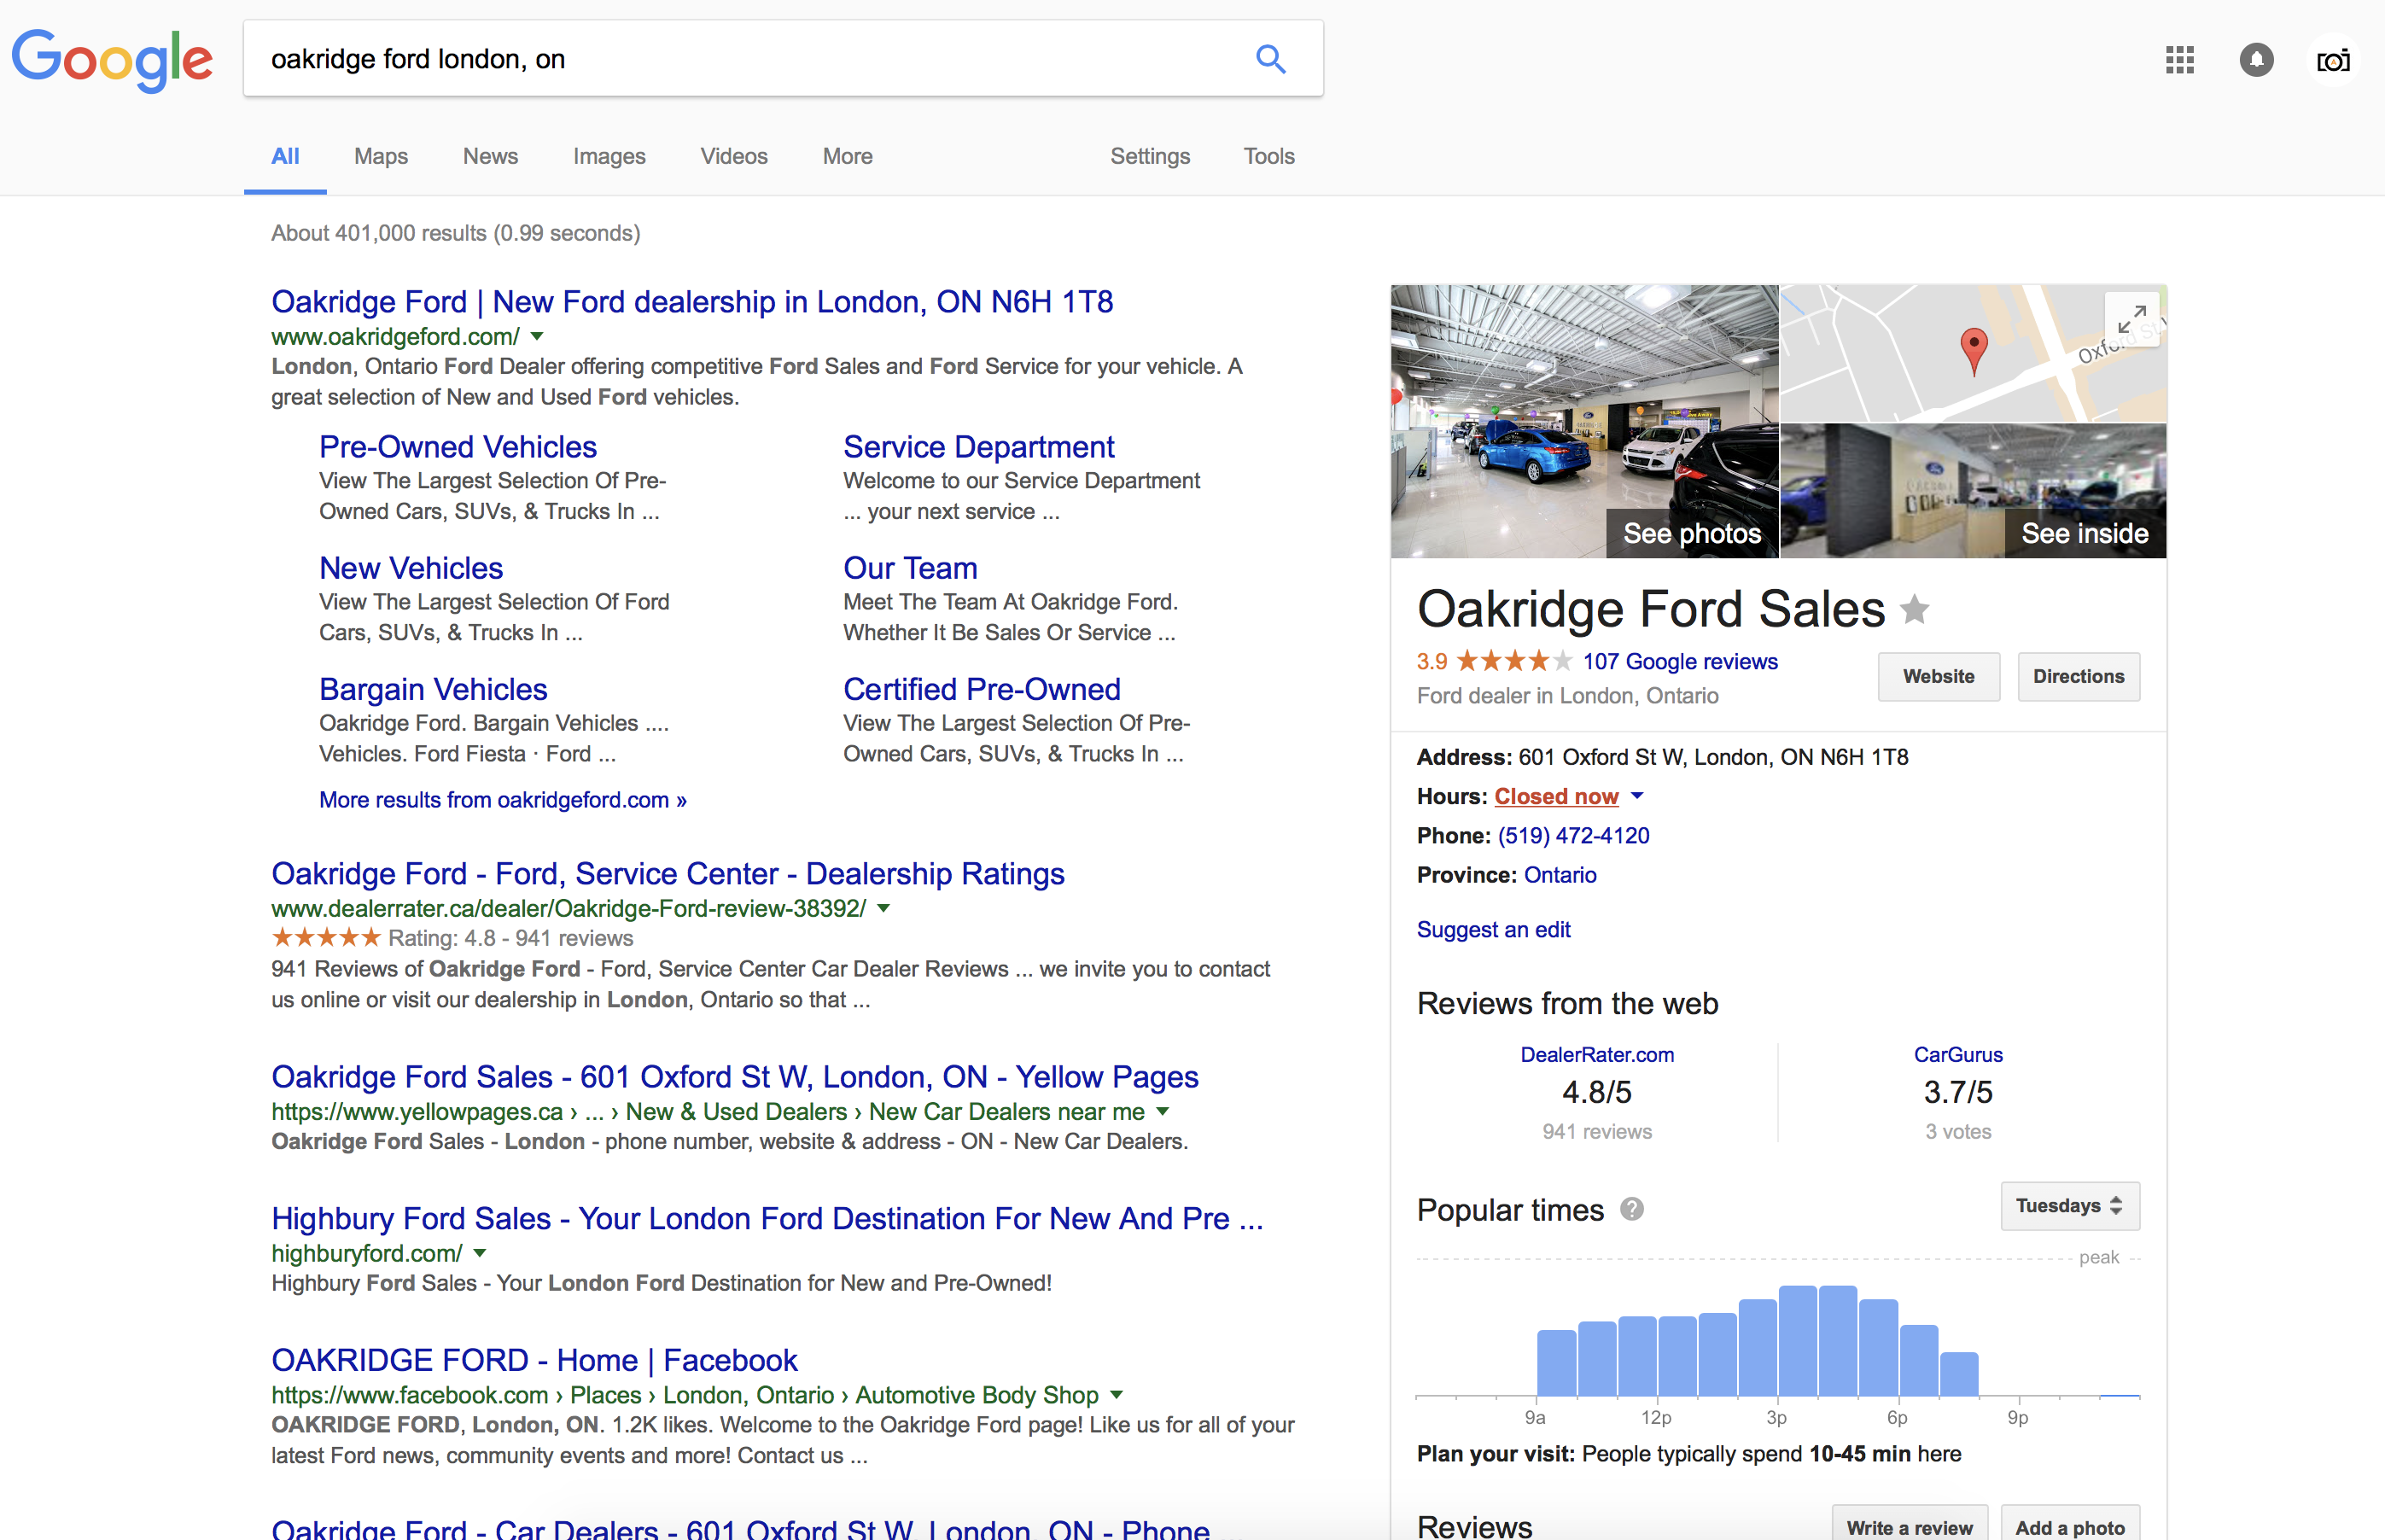 Google
oakridge ford london, on
All Maps News Images Videos More Settings Tools
About 401,000 results (0.99 seconds)
Oakridge Ford | New Ford dealership in London, ON N6H 1T8
www.oakridgeford.com/
London, Ontario Ford Dealer offering competitive Ford Sales and Ford Service for your vehicle. A
great selection of New and Used Ford vehicles.
Pre-Owned Vehicles
View The Largest Selection Of Pre-
Owned Cars, SUVs, & Trucks In ...
Service Department
Welcome to our Service Department
... your next service ...
New Vehicles
View The Largest Selection Of Ford
Cars, SUVs, & Trucks In ...
Our Team
Meet The Team At Oakridge Ford.
Whether It Be Sales Or Service ...
Bargain Vehicles
Oakridge Ford. Bargain Vehicles ....
Vehicles. Ford Fiesta · Ford ...
Certified Pre-Owned
View The Largest Selection Of Pre-
Owned Cars, SUVs, & Trucks In ...
More results from oakridgeford.com »
Oakridge Ford - Ford, Service Center - Dealership Ratings
www.dealerrater.ca/dealer/Oakridge-Ford-review-38392/
Rating: 4.8 - 941 reviews
941 Reviews of Oakridge Ford - Ford, Service Center Car Dealer Reviews ... we invite you to contact
us online or visit our dealership in London, Ontario so that ...
Oakridge Ford Sales - 601 Oxford St W, London, ON - Yellow Pages
https://www.yellowpages.ca › ... › New & Used Dealers › New Car Dealers near me
Oakridge Ford Sales - London - phone number, website & address - ON - New Car Dealers.
Highbury Ford Sales - Your London Ford Destination For New And Pre ...
highburyford.com/
Highbury Ford Sales - Your London Ford Destination for New and Pre-Owned!
OAKRIDGE FORD - Home | Facebook
https://www.facebook.com › Places › London, Ontario › Automotive Body Shop
OAKRIDGE FORD, London, ON. 1.2K likes. Welcome to the Oakridge Ford page! Like us for all of your
latest Ford news, community events and more! Contact us ...
Oakridge Ford - Car Dealers - 601 Oxford St W, London, ON - Phone ...
Oxford St W
See photos
See inside
Oakridge Ford Sales
3.9 107 Google reviews
Ford dealer in London, Ontario
Website
Directions
Address: 601 Oxford St W, London, ON N6H 1T8
Hours: Closed now
Phone: (519) 472-4120
Province: Ontario
Suggest an edit
Reviews from the web
DealerRater.com
4.8/5
941 reviews
CarGurus
3.7/5
3 votes
Popular times ?
Tuesdays
peak
9a 12p 3p 6p 9p
Plan your visit: People typically spend 10-45 min here
Reviews
Write a review
Add a photo